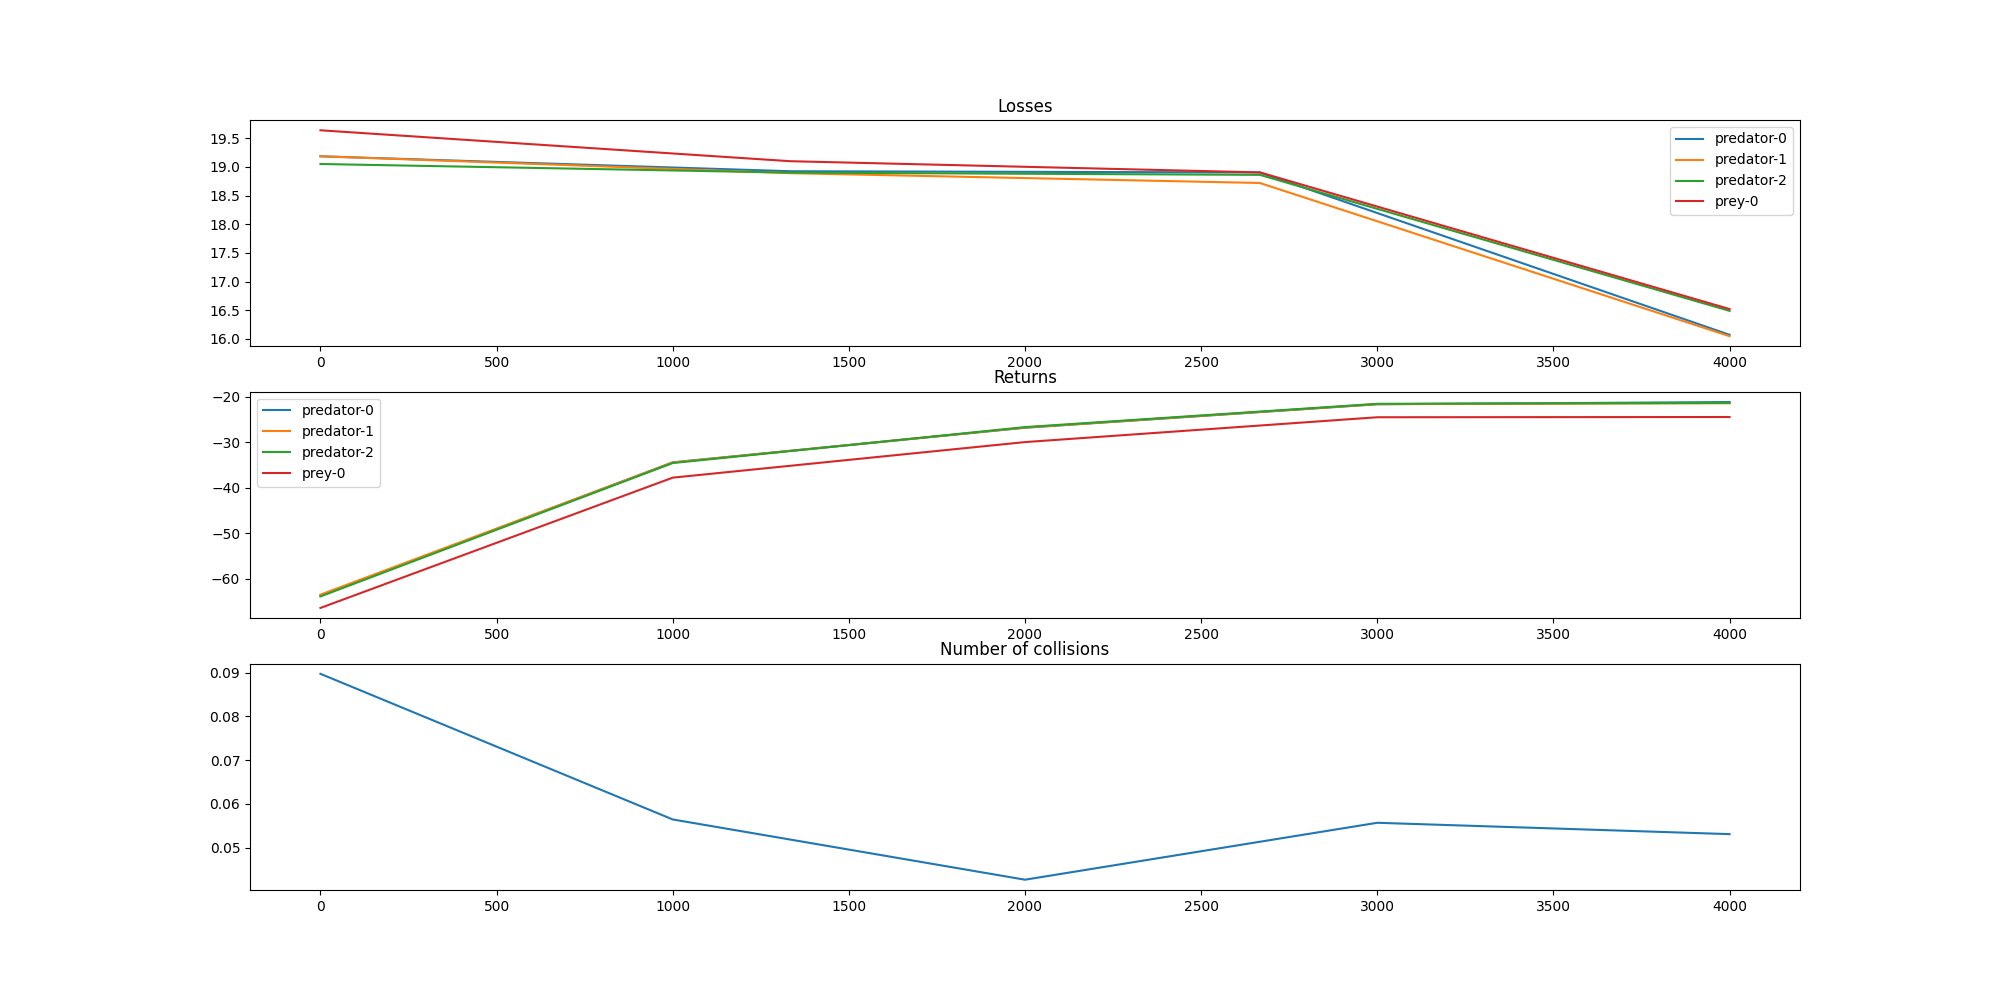 Losses
19.5
19.0
18.5
18.0
17.5
17.0
16.5
16.0
predator-0
predator-1
predator-2
prey-0
0 500 1000 1500 2000 2500 3000 3500 4000
Returns
−20
−30
−40
−50
−60
predator-0
predator-1
predator-2
prey-0
0 500 1000 1500 2000 2500 3000 3500 4000
Number of collisions
0.09
0.08
0.07
0.06
0.05
0 500 1000 1500 2000 2500 3000 3500 4000